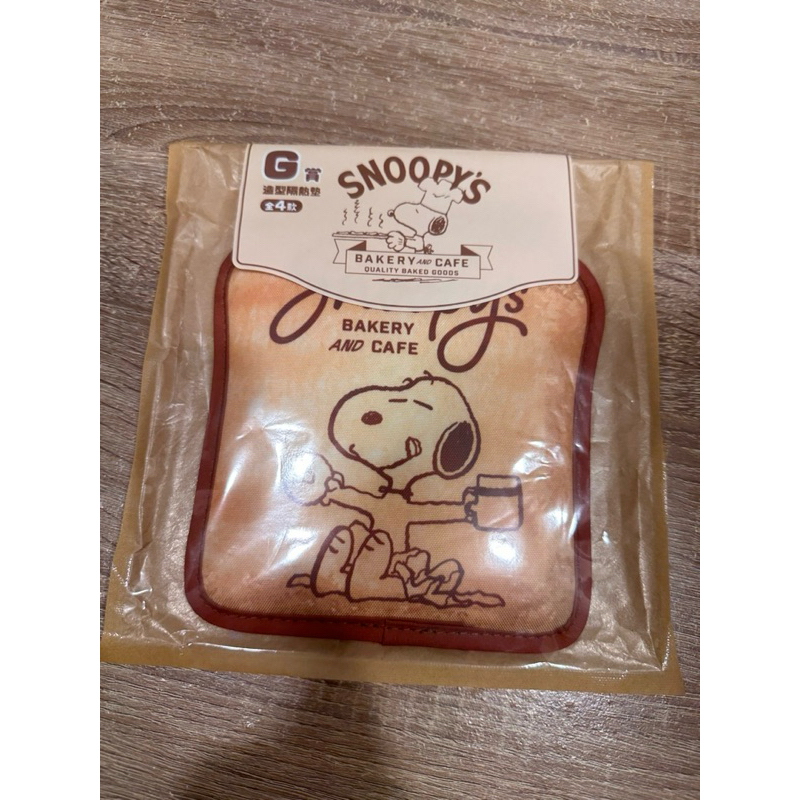 G賞
造型隔熱墊
全4款
SNOOPY'S
BAKERY AND CAFE
QUALITY BAKED GOODS
Snoopy's
BAKERY
AND CAFE